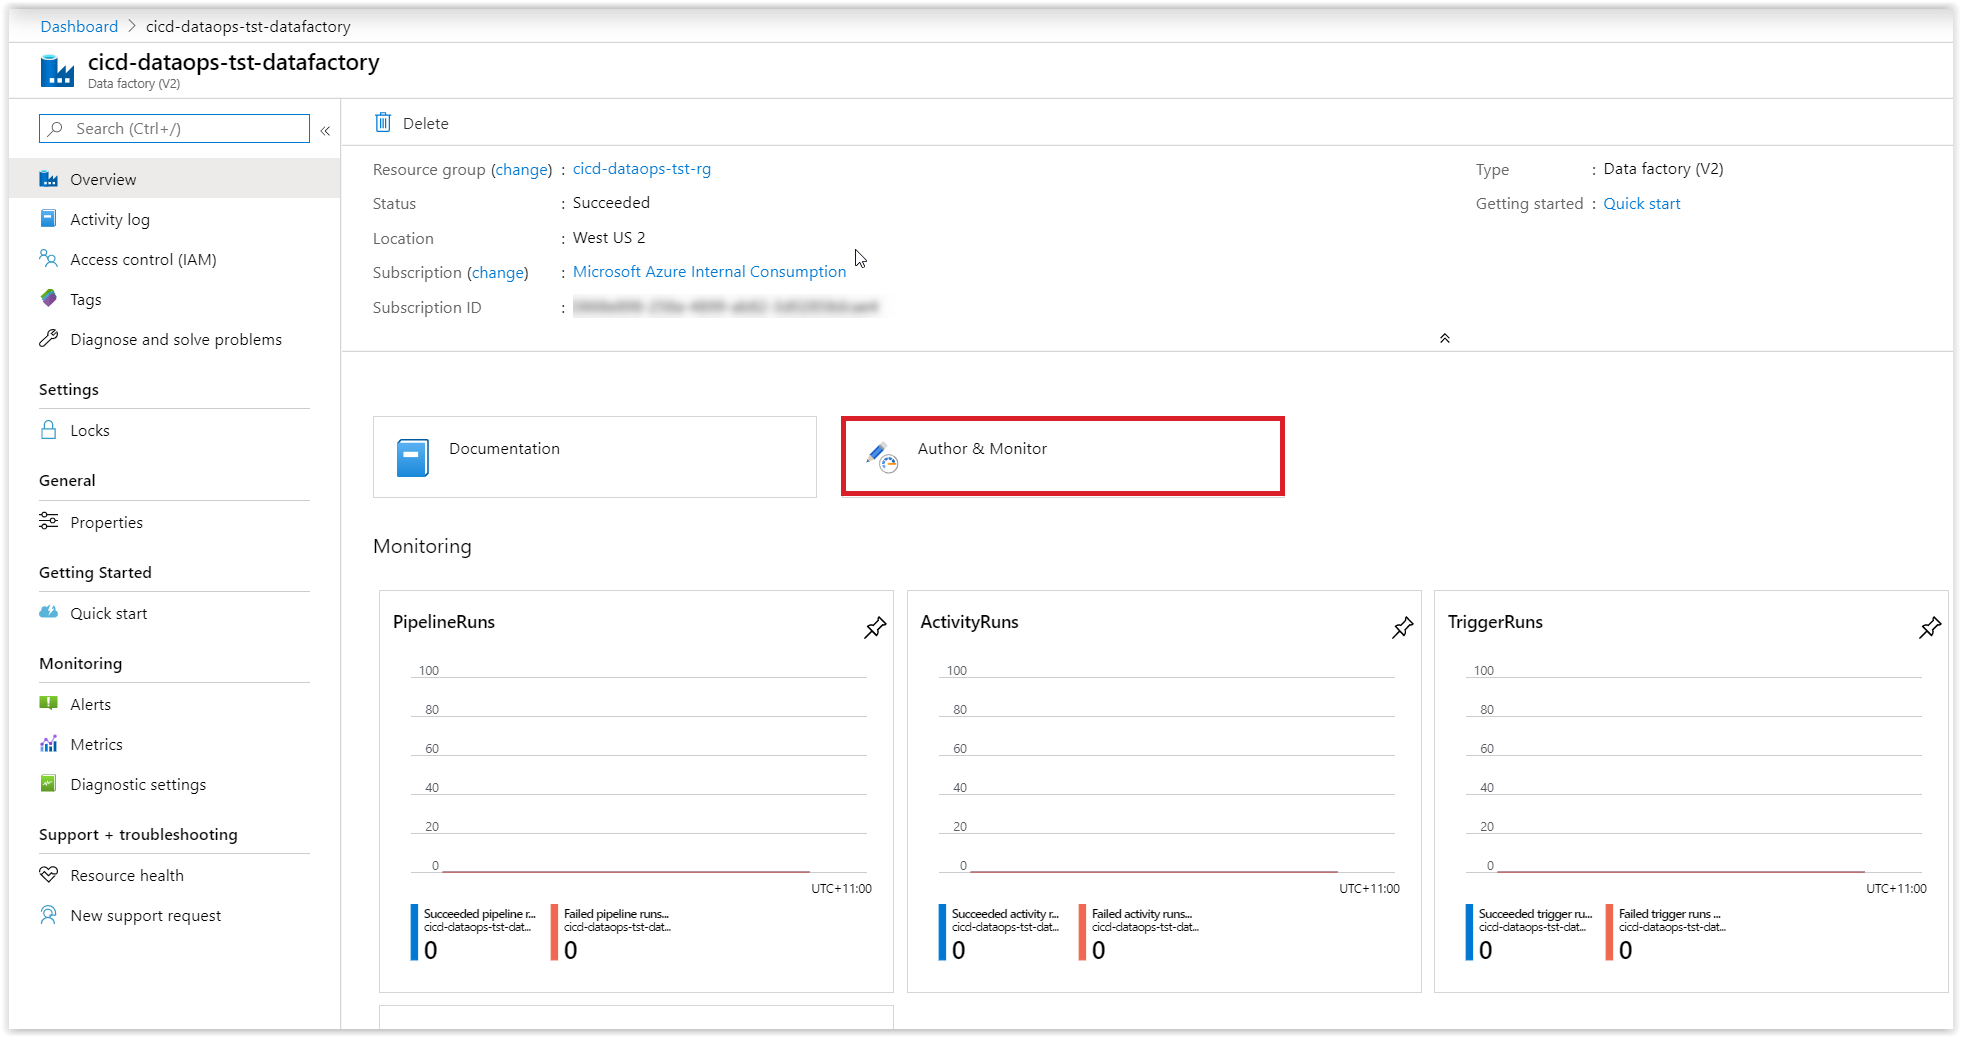 Dashboard > cicd-dataops-tst-datafactory
cicd-dataops-tst-datafactory
Data factory (V2)
Search (Ctrl+/)
«
Overview
Activity log
Access control (IAM)
Tags
Diagnose and solve problems
Settings
Locks
General
Properties
Getting Started
Quick start
Monitoring
Alerts
Metrics
Diagnostic settings
Support + troubleshooting
Resource health
New support request
Delete
Resource group (change) : cicd-dataops-tst-rg
Status : Succeeded
Location : West US 2
Subscription (change) : Microsoft Azure Internal Consumption
Subscription ID :
Type : Data factory (V2)
Getting started : Quick start
Documentation
Author & Monitor
Monitoring
PipelineRuns
100
80
60
40
20
0
UTC+11:00
Succeeded pipeline r...
cicd-dataops-tst-dat...
0
Failed pipeline runs...
cicd-dataops-tst-dat...
0
ActivityRuns
100
80
60
40
20
0
UTC+11:00
Succeeded activity r...
cicd-dataops-tst-dat...
0
Failed activity runs...
cicd-dataops-tst-dat...
0
TriggerRuns
100
80
60
40
20
0
UTC+11:00
Succeeded trigger ru...
cicd-dataops-tst-dat...
0
Failed trigger runs ...
cicd-dataops-tst-dat...
0